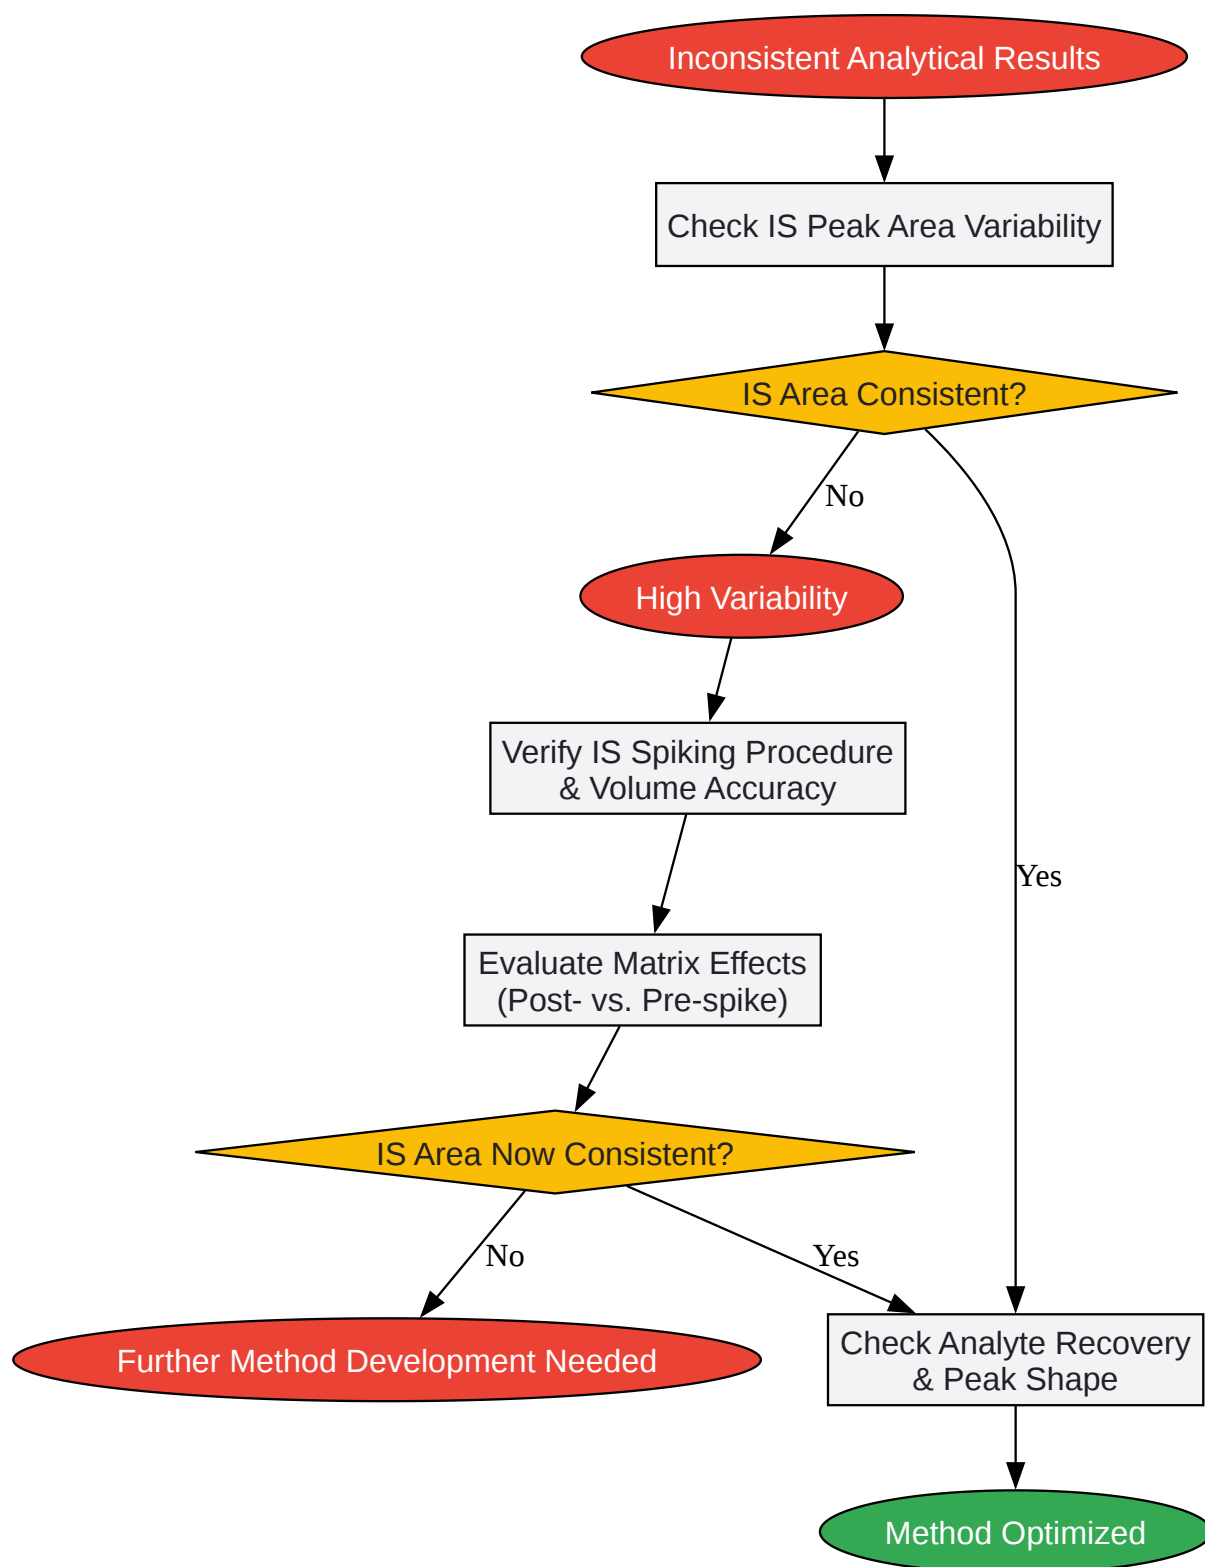 Inconsistent Analytical Results
Check IS Peak Area Variability
IS Area Consistent?
No
High Variability
Verify IS Spiking Procedure
& Volume Accuracy
Yes
Evaluate Matrix Effects
(Post- vs. Pre-spike)
IS Area Now Consistent?
No
Yes
Further Method Development Needed
Check Analyte Recovery
& Peak Shape
Method Optimized